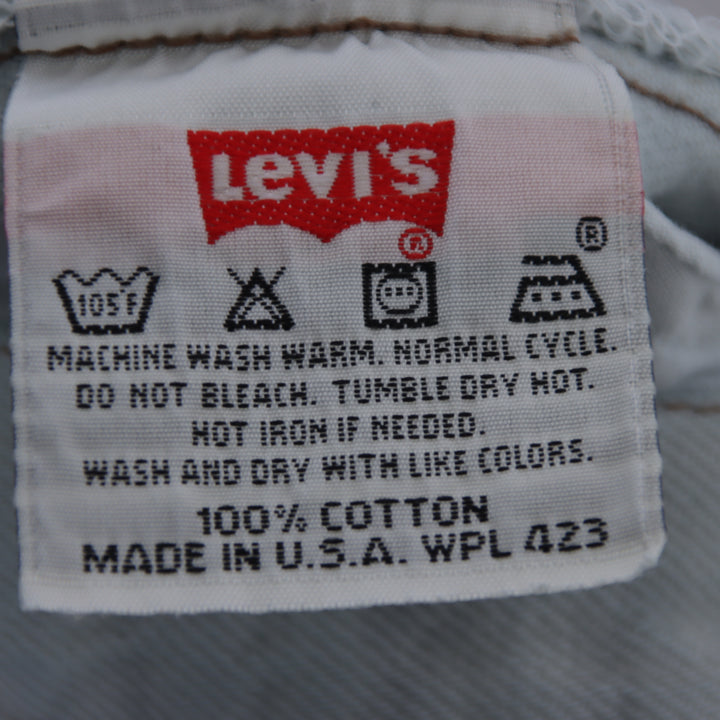 Levi's
®
®
105°F
MACHINE WASH WARM. NORMAL CYCLE.
DO NOT BLEACH. TUMBLE DRY HOT.
HOT IRON IF NEEDED.
WASH AND DRY WITH LIKE COLORS.
100% COTTON
MADE IN U.S.A. WPL 423